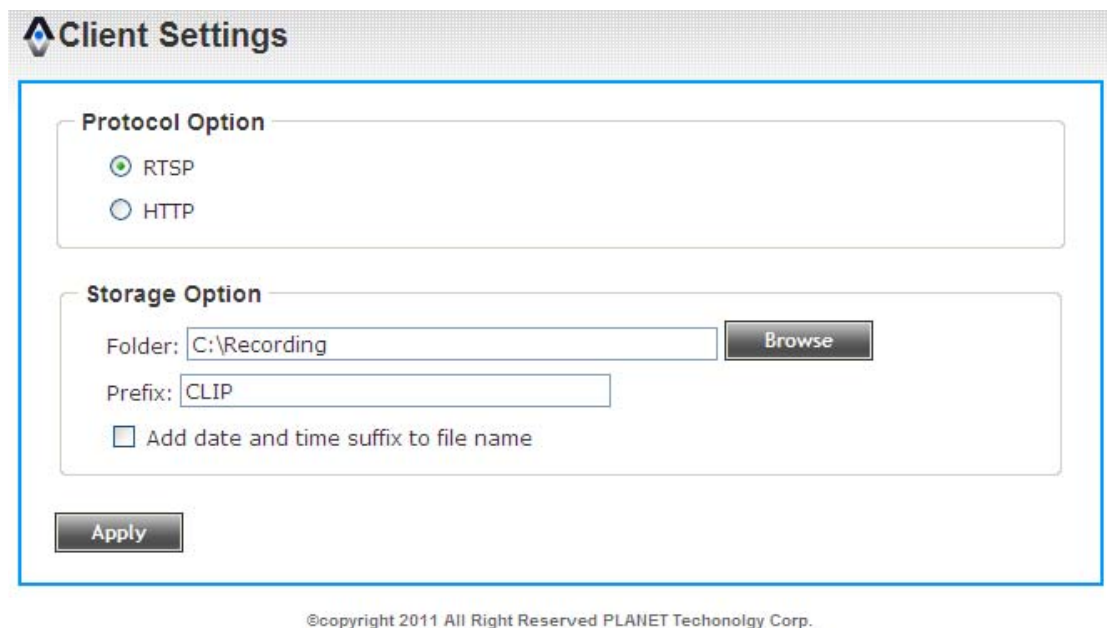 Client Settings
Protocol Option
RTSP
HTTP
Storage Option
Folder: C:\Recording Browse
Prefix: CLIP
Add date and time suffix to file name
Apply
©copyright 2011 All Right Reserved PLANET Techonolgy Corp.